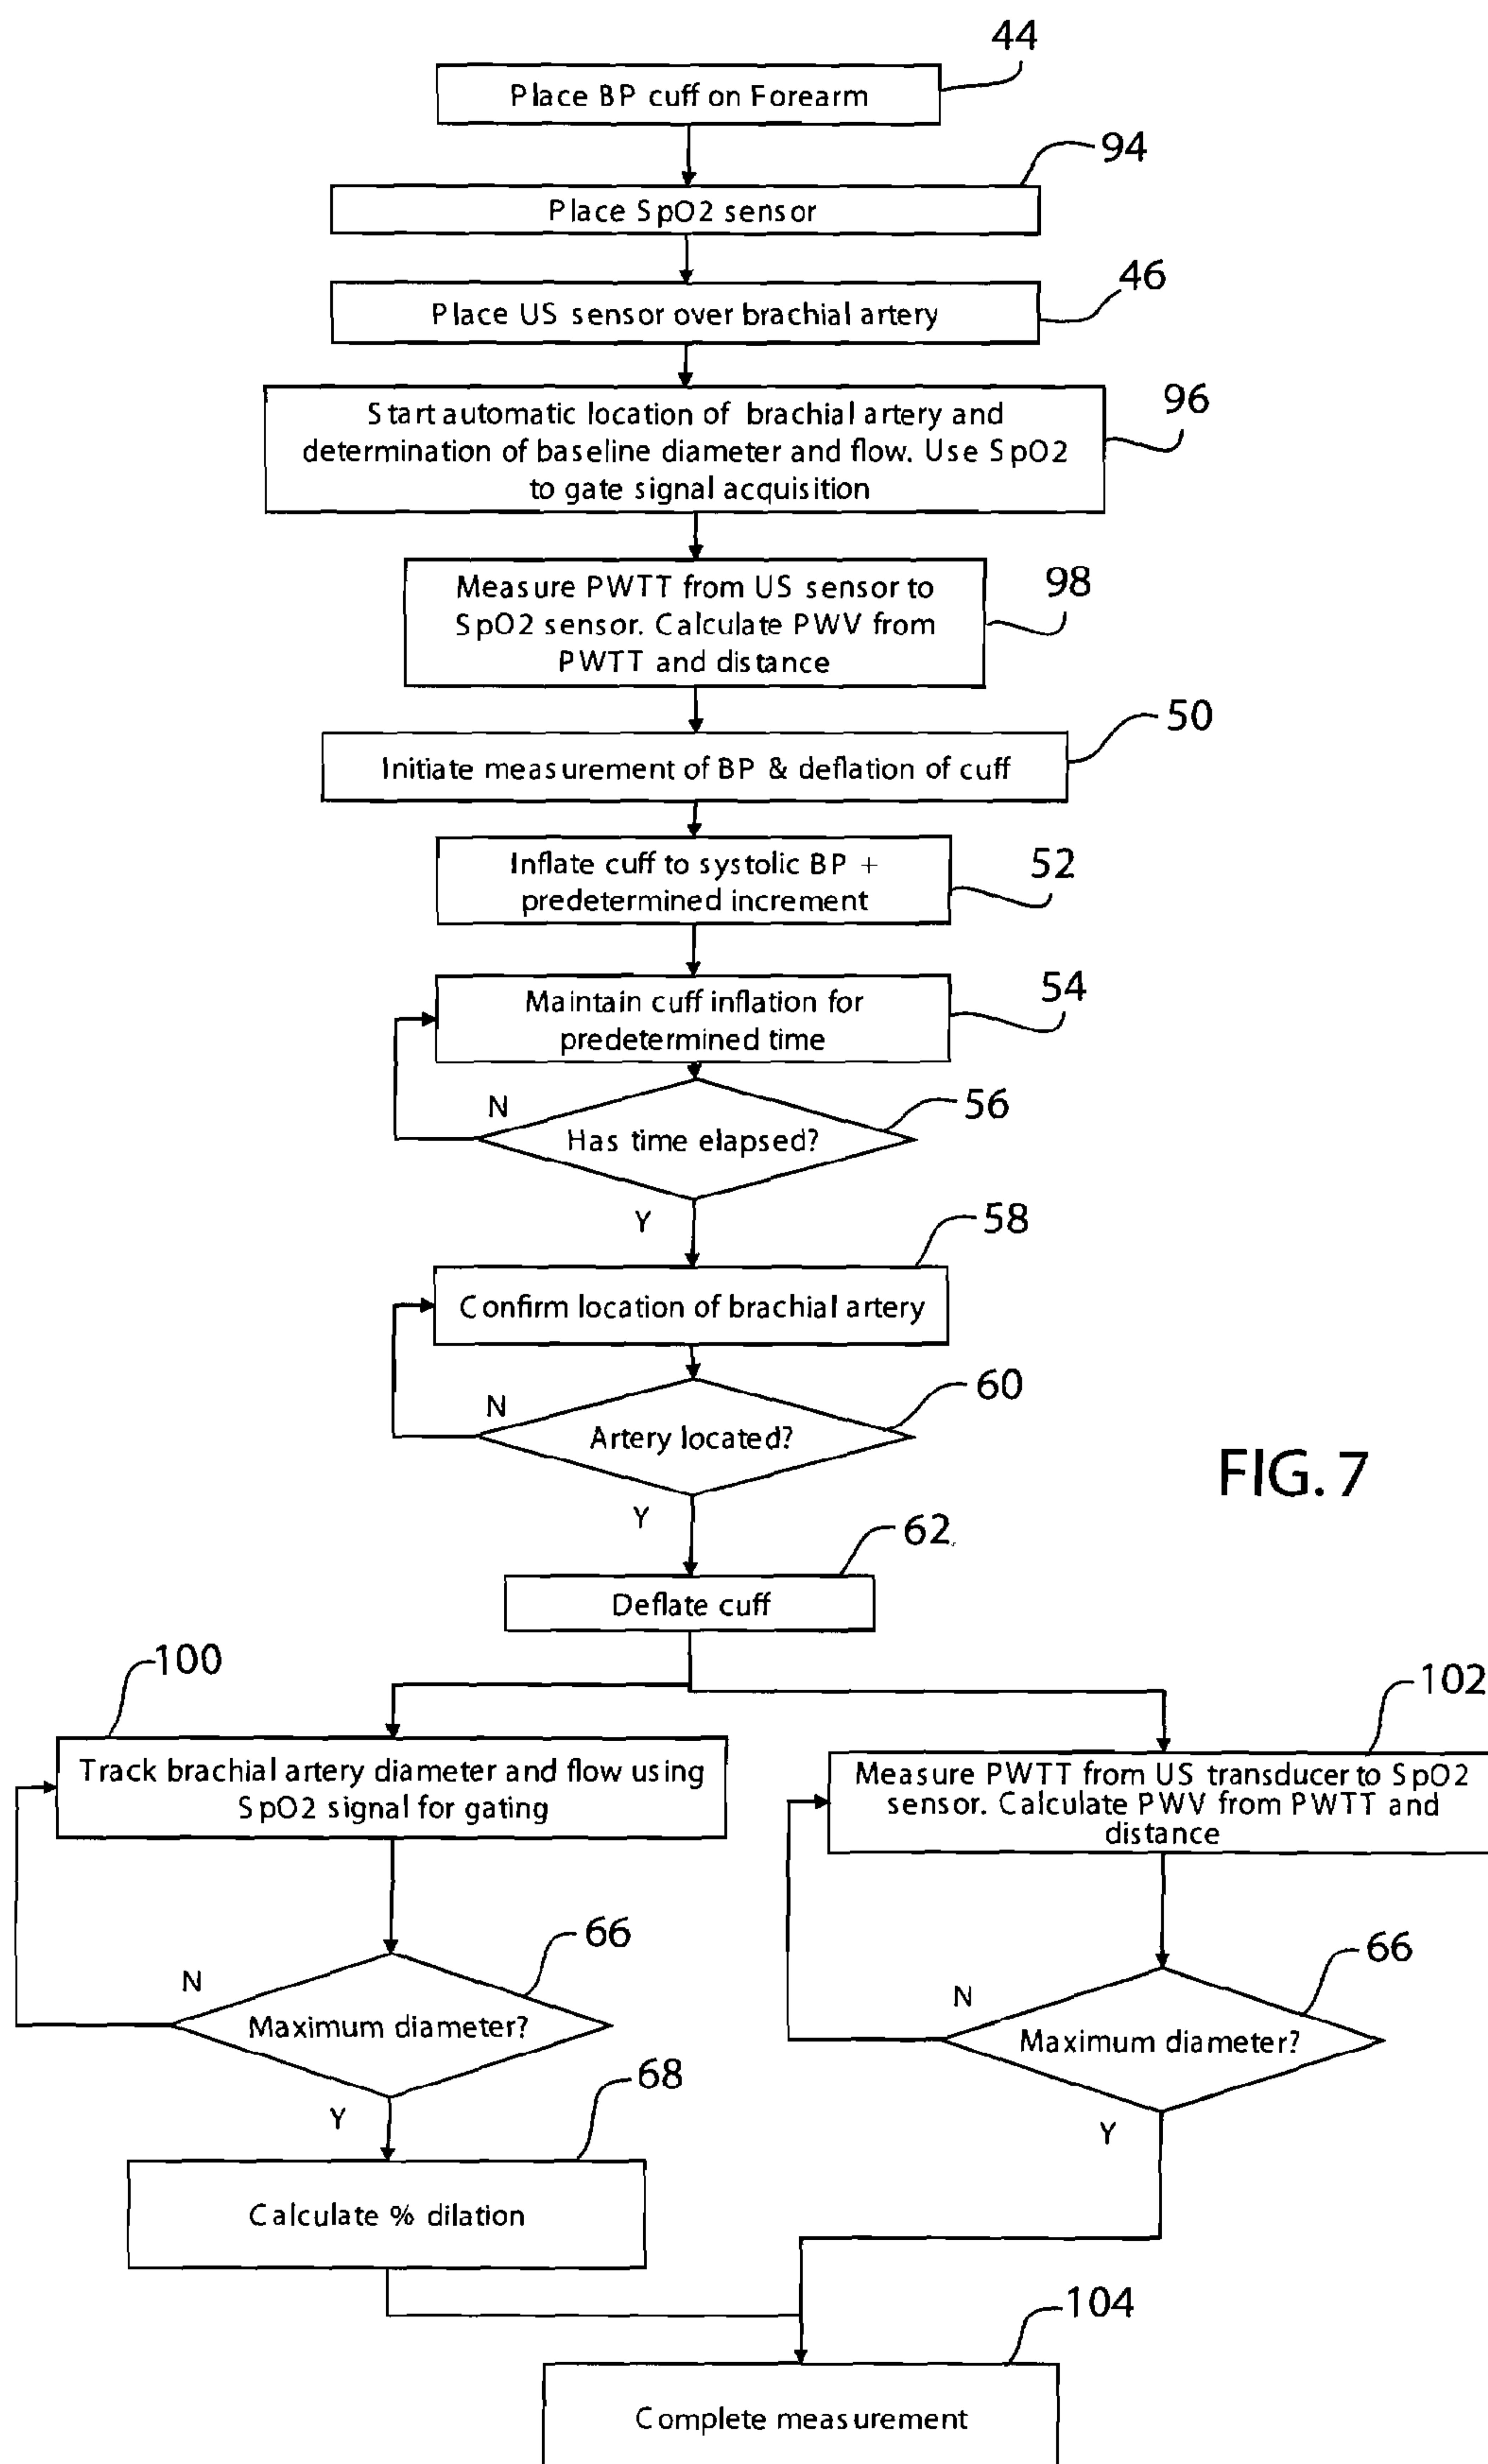 44
Place BP cuff on Forearm
94
Place SpO2 sensor
46
Place US sensor over brachial artery
96
Start automatic location of brachial artery and
determination of baseline diameter and flow. Use SpO2
to gate signal acquisition
98
Measure PWTT from US sensor to
SpO2 sensor. Calculate PWV from
PWTT and distance
50
Initiate measurement of BP & deflation of cuff
52
Inflate cuff to systolic BP +
predetermined increment
54
Maintain cuff inflation for
predetermined time
56
N
Has time elapsed?
Y
58
Confirm location of brachial artery
60
N
Artery located?
Y
FIG. 7
62
Deflate cuff
100
Track brachial artery diameter and flow using
SpO2 signal for gating
102
Measure PWTT from US transducer to SpO2
sensor. Calculate PWV from PWTT and
distance
66
N
Maximum diameter?
Y
66
N
Maximum diameter?
Y
68
Calculate % dilation
104
Complete measurement